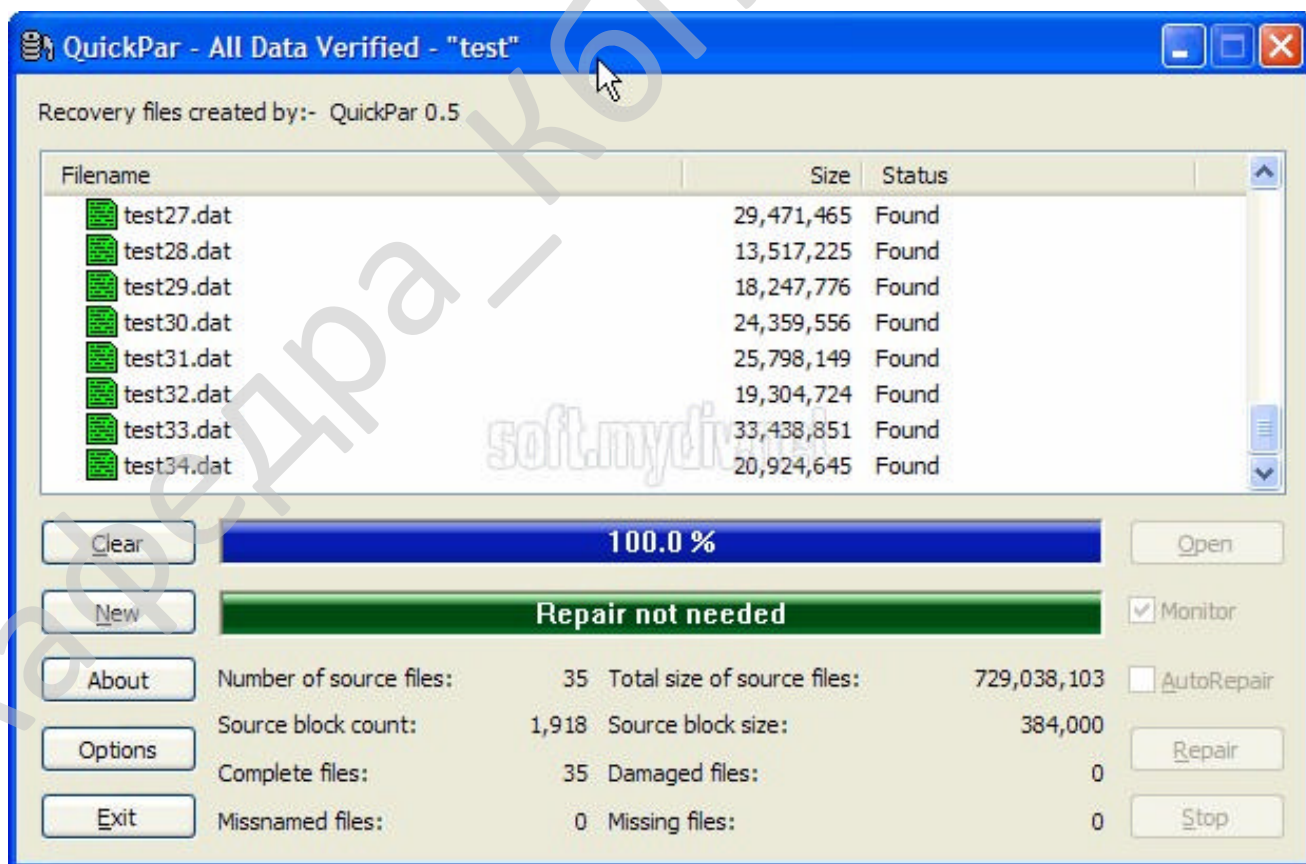 QuickPar - All Data Verified - "test"
Recovery files created by:- QuickPar 0.5
Filename Size Status
test27.dat 29,471,465 Found
test28.dat 13,517,225 Found
test29.dat 18,247,776 Found
test30.dat 24,359,556 Found
test31.dat 25,798,149 Found
test32.dat 19,304,724 Found
test33.dat 33,438,851 Found
test34.dat 20,924,645 Found
Clear 100.0 % Open
New Repair not needed Monitor
About Number of source files: 35 Total size of source files: 729,038,103 AutoRepair
Source block count: 1,918 Source block size: 384,000
Options Repair
Complete files: 35 Damaged files: 0
Exit Missnamed files: 0 Missing files: 0 Stop